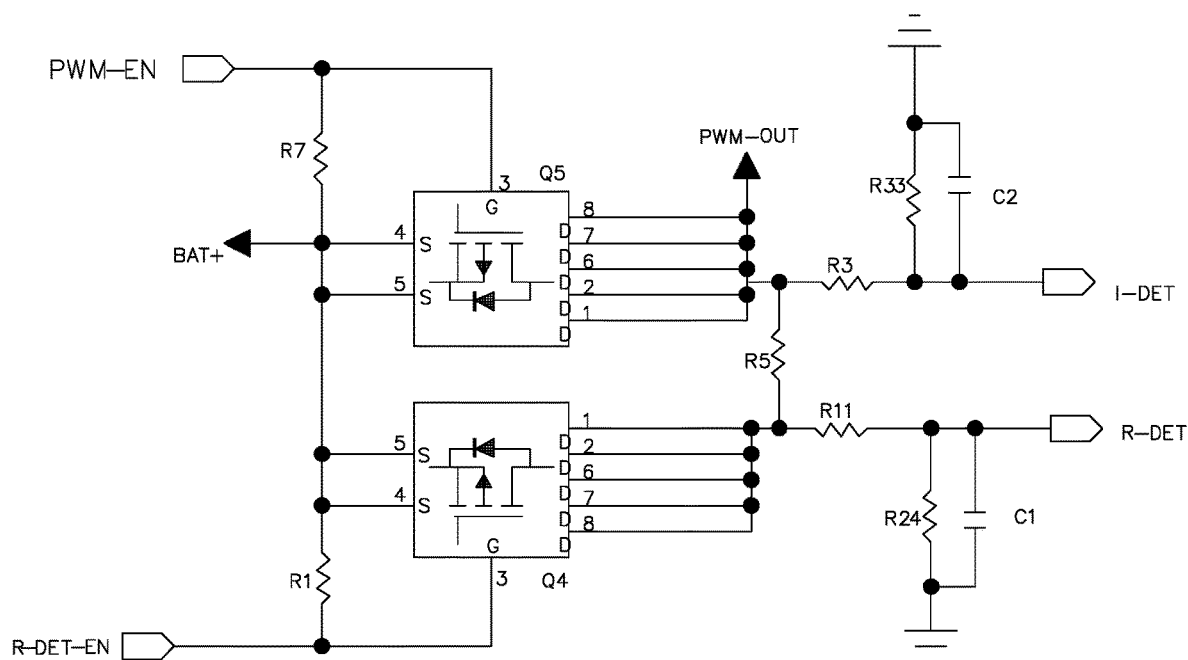 PWM-EN
R7
Q5
3
G
PWM-OUT
R33
C2
BAT+
4
S
5
S
8
D
7
D
6
D
2
D
1
D
R3
I-DET
R5
R11
R-DET
5
S
4
S
1
D
2
D
6
D
7
D
8
D
R24
C1
G
3
Q4
R1
R-DET-EN